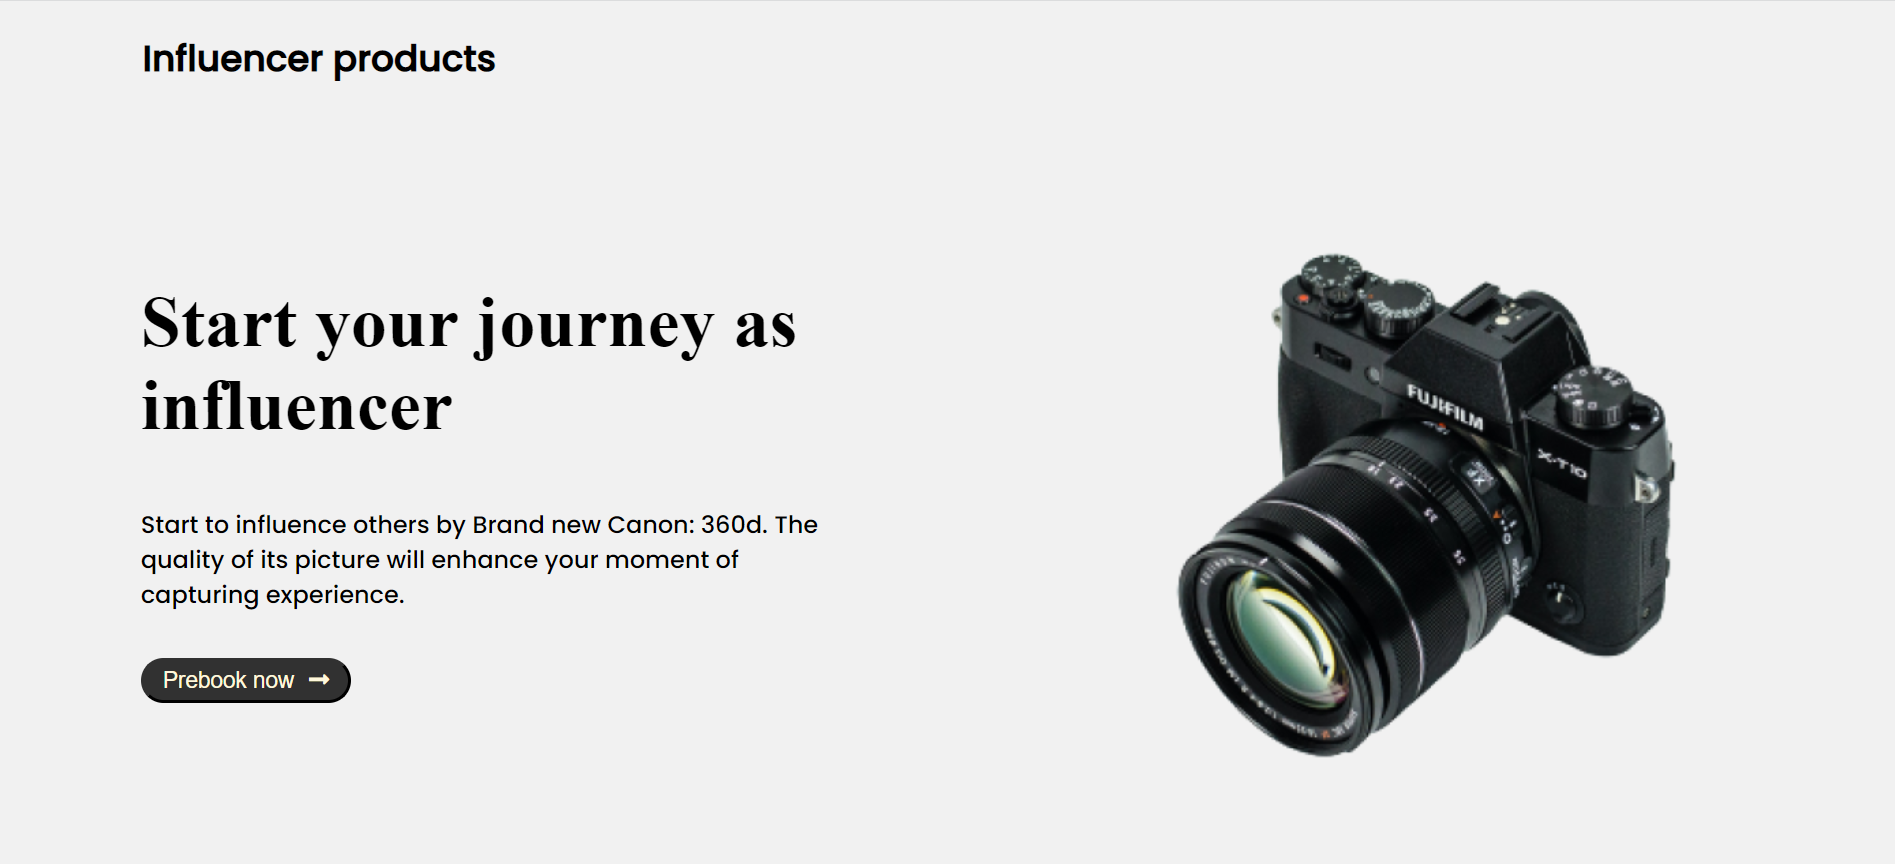 Influencer products
Start your journey as
influencer
Start to influence others by Brand new Canon: 360d. The
quality of its picture will enhance your moment of
capturing experience.
Prebook now
FUJIFILM
X-T10
XF